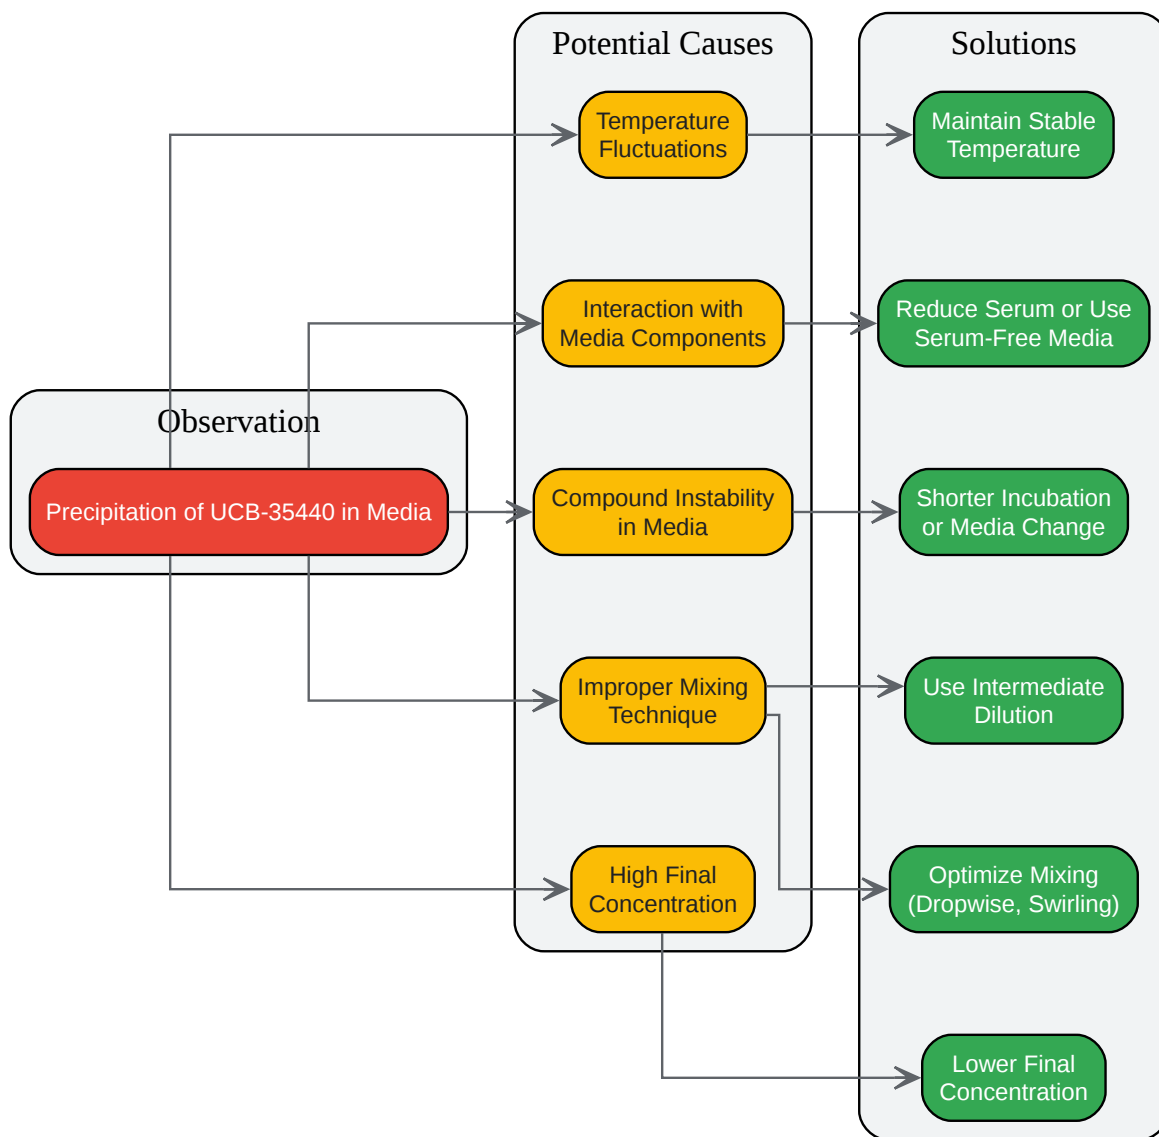 Potential Causes
Solutions
Temperature
Fluctuations
Maintain Stable
Temperature
Interaction with
Media Components
Reduce Serum or Use
Serum-Free Media
Observation
Precipitation of UCB-35440 in Media
Compound Instability
in Media
Shorter Incubation
or Media Change
Improper Mixing
Technique
Use Intermediate
Dilution
High Final
Concentration
Optimize Mixing
(Dropwise, Swirling)
Lower Final
Concentration